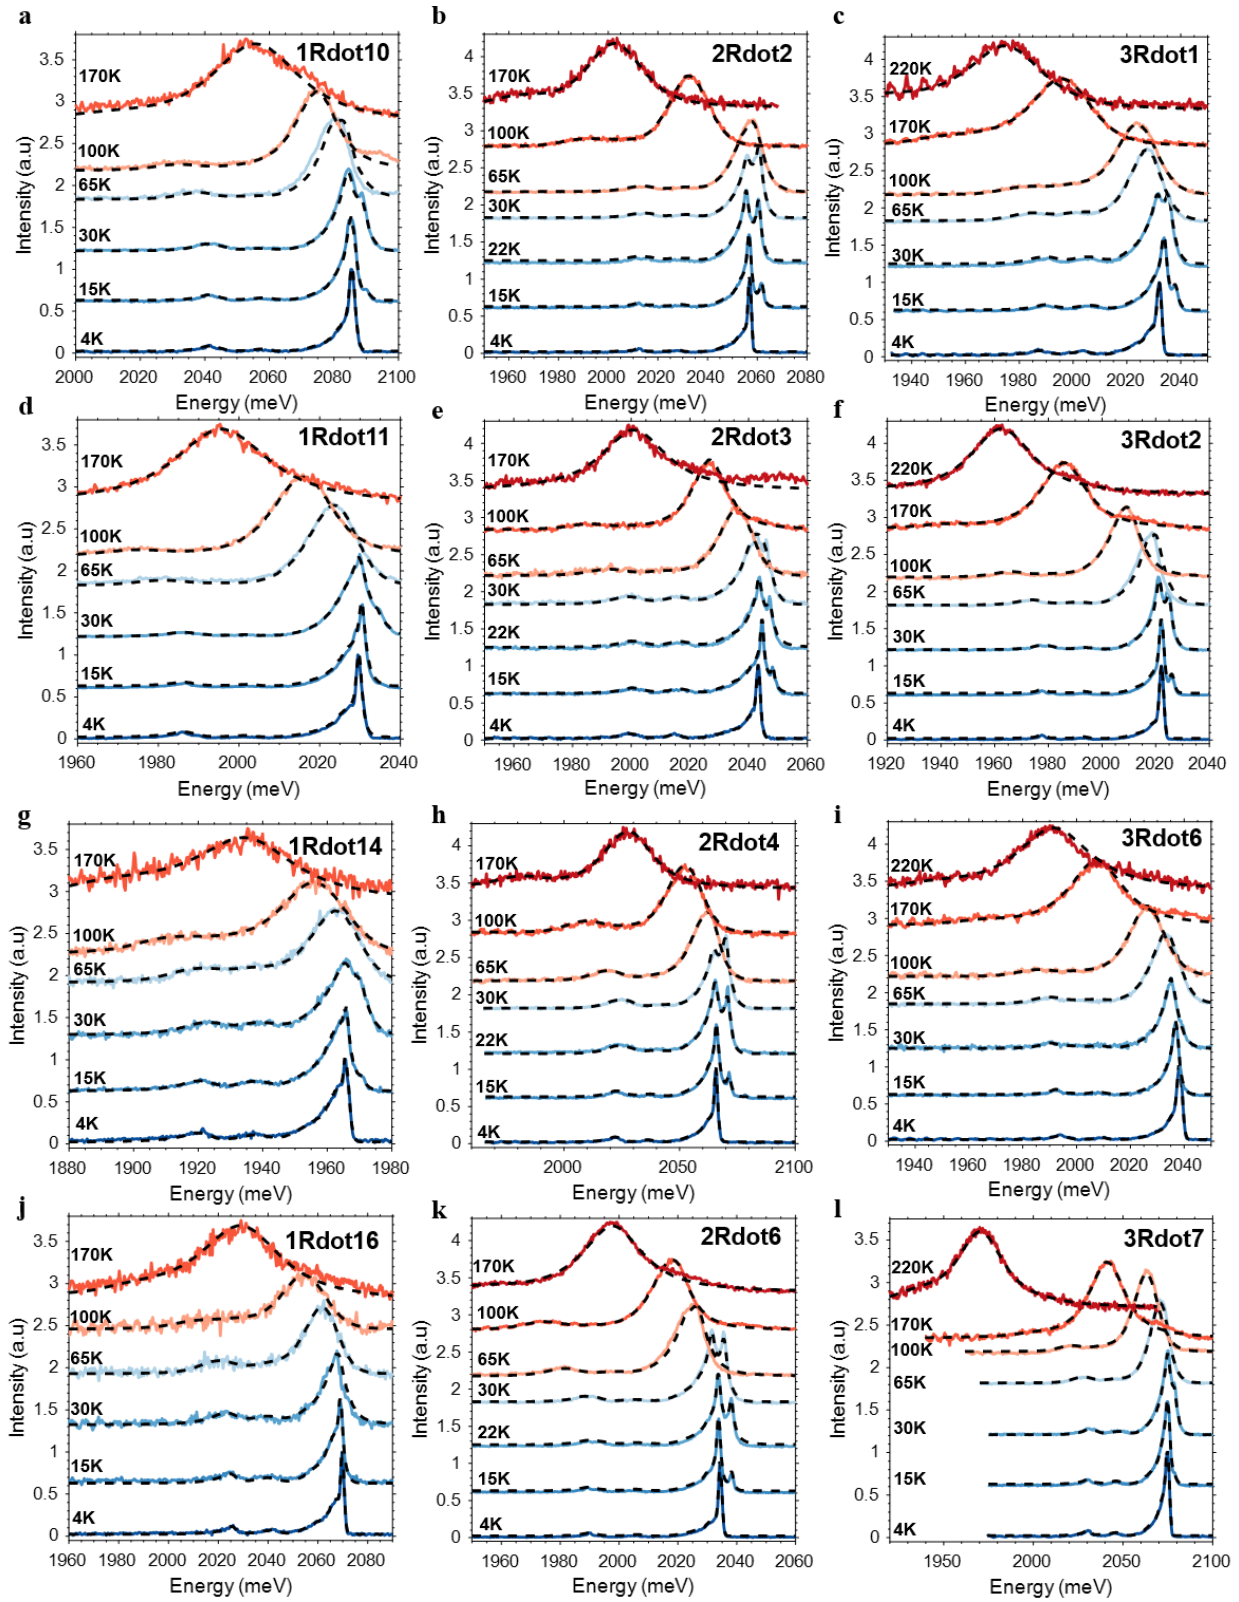 a
1Rdot10
Intensity (a.u)
3.5
3
2.5
2
1.5
1
0.5
0
170K
100K
65K
30K
15K
4K
2000 2020 2040 2060 2080 2100
Energy (meV)
b
2Rdot2
Intensity (a.u)
4
3.5
3
2.5
2
1.5
1
0.5
0
170K
100K
65K
30K
22K
15K
4K
1960 1980 2000 2020 2040 2060 2080
Energy (meV)
c
3Rdot1
Intensity (a.u)
4
3.5
3
2.5
2
1.5
1
0.5
0
220K
170K
100K
65K
30K
15K
4K
1940 1960 1980 2000 2020 2040
Energy (meV)
d
1Rdot11
Intensity (a.u)
3.5
3
2.5
2
1.5
1
0.5
0
170K
100K
65K
30K
15K
4K
1960 1980 2000 2020 2040
Energy (meV)
e
2Rdot3
Intensity (a.u)
4
3.5
3
2.5
2
1.5
1
0.5
0
170K
100K
65K
30K
22K
15K
4K
1960 1980 2000 2020 2040 2060
Energy (meV)
f
3Rdot2
Intensity (a.u)
4
3.5
3
2.5
2
1.5
1
0.5
0
220K
170K
100K
65K
30K
15K
4K
1920 1940 1960 1980 2000 2020 2040
Energy (meV)
g
1Rdot14
Intensity (a.u)
3.5
3
2.5
2
1.5
1
0.5
0
170K
100K
65K
30K
15K
4K
1880 1900 1920 1940 1960 1980
Energy (meV)
h
2Rdot4
Intensity (a.u)
4
3.5
3
2.5
2
1.5
1
0.5
0
170K
100K
65K
30K
22K
15K
4K
2000 2050 2100
Energy (meV)
i
3Rdot6
Intensity (a.u)
4
3.5
3
2.5
2
1.5
1
0.5
0
220K
170K
100K
65K
30K
15K
4K
1940 1960 1980 2000 2020 2040
Energy (meV)
j
1Rdot16
Intensity (a.u)
3.5
3
2.5
2
1.5
1
0.5
0
170K
100K
65K
30K
15K
4K
1960 1980 2000 2020 2040 2060 2080
Energy (meV)
k
2Rdot6
Intensity (a.u)
4
3.5
3
2.5
2
1.5
1
0.5
0
170K
100K
65K
30K
22K
15K
4K
1960 1980 2000 2020 2040 2060
Energy (meV)
l
3Rdot7
Intensity (a.u)
3.5
3
2.5
2
1.5
1
0.5
0
220K
170K
100K
65K
30K
15K
4K
1950 2000 2050 2100
Energy (meV)